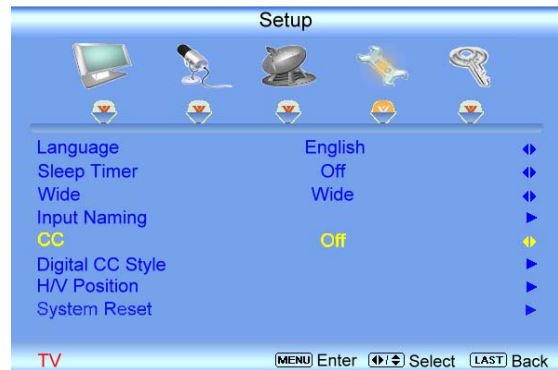 Setup
Language English
Sleep Timer Off
Wide Wide
Input Naming
CC Off
Digital CC Style
H/V Position
System Reset
TV MENU Enter Select LAST Back